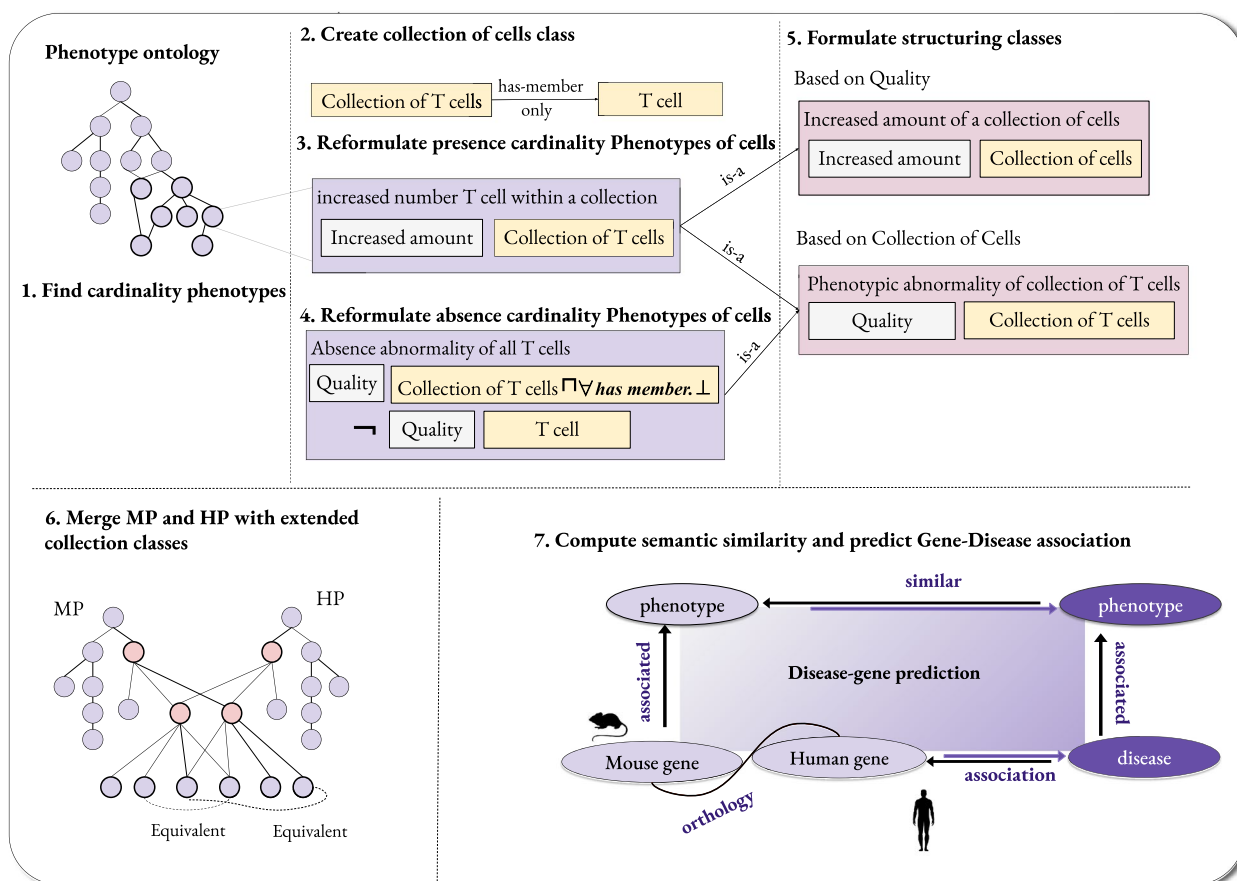 Phenotype ontology
1. Find cardinality phenotypes
2. Create collection of cells class
Collection of T cells
has-member
only
T cell
3. Reformulate presence cardinality Phenotypes of cells
increased number T cell within a collection
Increased amount
Collection of T cells
is-a
is-a
4. Reformulate absence cardinality Phenotypes of cells
Absence abnormality of all T cells
Quality
Collection of T cells ⊓∀ has member. ⊥
¬
Quality
T cell
is-a
5. Formulate structuring classes
Based on Quality
Increased amount of a collection of cells
Increased amount
Collection of cells
Based on Collection of Cells
Phenotypic abnormality of collection of T cells
Quality
Collection of T cells
6. Merge MP and HP with extended
collection classes
MP
HP
Equivalent
Equivalent
7. Compute semantic similarity and predict Gene-Disease association
similar
phenotype
phenotype
associated
Disease-gene prediction
associated
Mouse gene
Human gene
disease
association
orthology